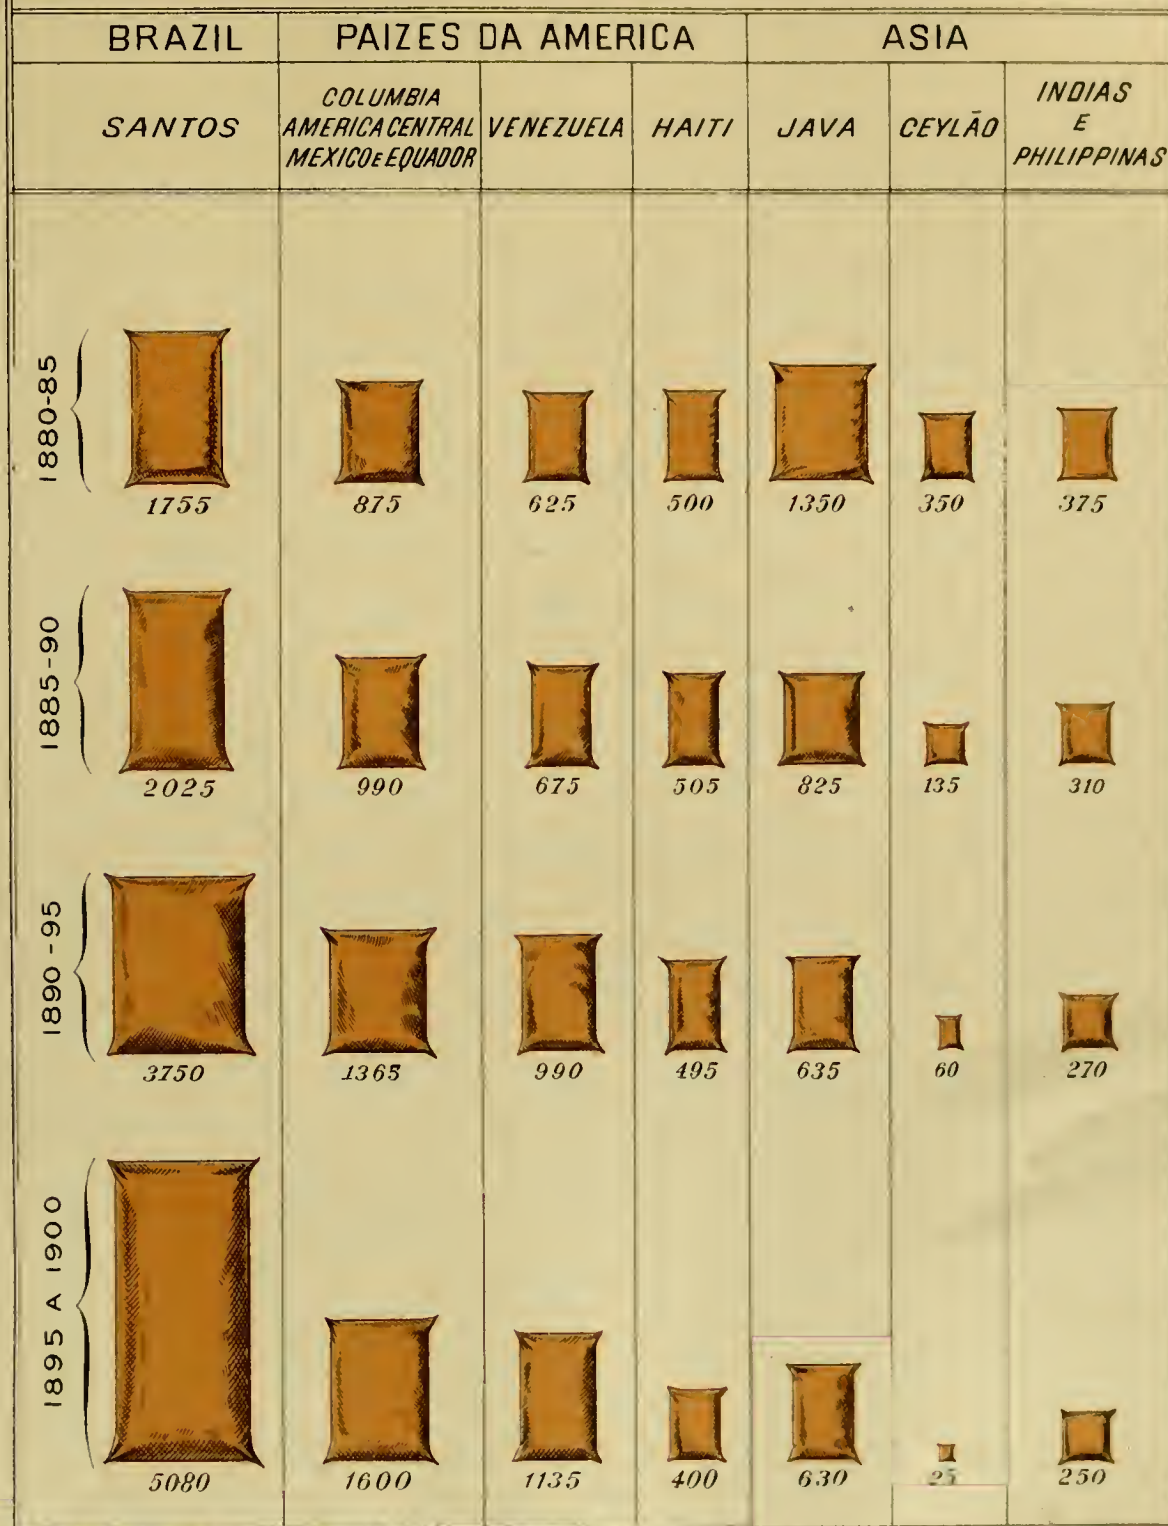 BRAZIL PAIZES DA AMERICA ASIA
SANTOS
COLUMBIA
AMERICA CENTRAL
MEXICO E EQUADOR
VENEZUELA
HAITI
JAVA
CEYLÃO
INDIAS
E
PHILIPPINAS
1880-85
1755 875 625 500 1350 350 375
1885-90
2025 990 675 505 825 135 310
1890-95
3750 1365 990 495 635 60 270
1895 A 1900
5080 1600 1135 400 630 25 250